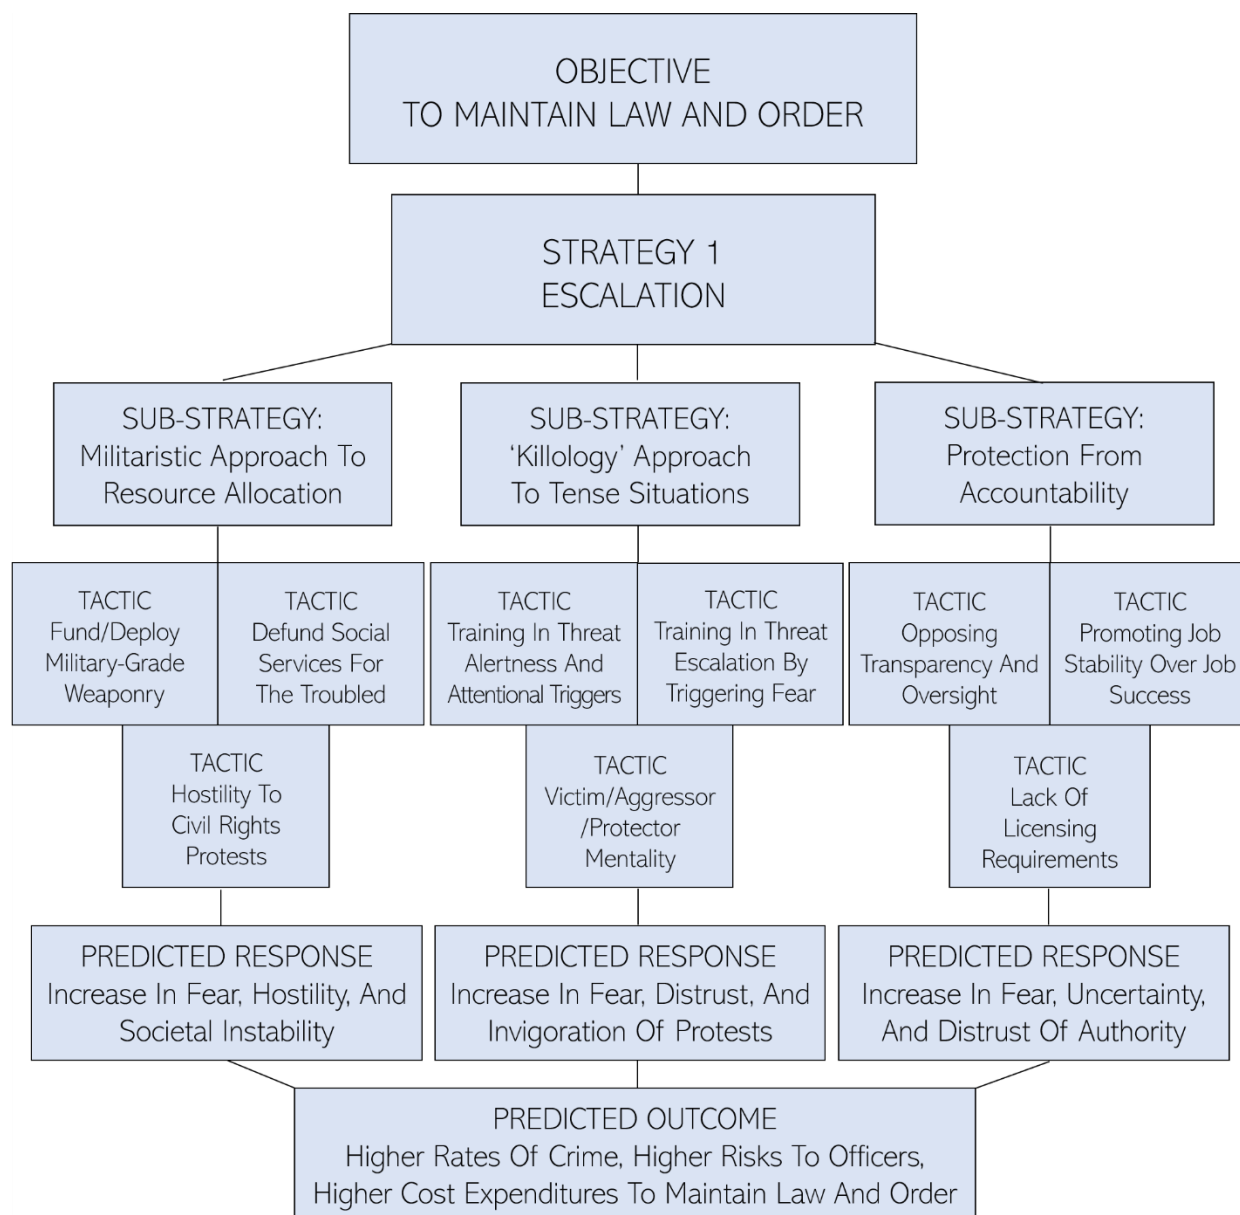 OBJECTIVE
TO MAINTAIN LAW AND ORDER
STRATEGY 1
ESCALATION
SUB-STRATEGY:
Militaristic Approach To
Resource Allocation
SUB-STRATEGY:
‘Killology’ Approach
To Tense Situations
SUB-STRATEGY:
Protection From
Accountability
TACTIC
Fund/Deploy
Military-Grade
Weaponry
TACTIC
Defund Social
Services For
The Troubled
TACTIC
Training In Threat
Alertness And
Attentional Triggers
TACTIC
Training In Threat
Escalation By
Triggering Fear
TACTIC
Opposing
Transparency And
Oversight
TACTIC
Promoting Job
Stability Over Job
Success
TACTIC
Hostility To
Civil Rights
Protests
TACTIC
Victim/Aggressor
/Protector
Mentality
TACTIC
Lack Of
Licensing
Requirements
PREDICTED RESPONSE
Increase In Fear, Hostility, And
Societal Instability
PREDICTED RESPONSE
Increase In Fear, Distrust, And
Invigoration Of Protests
PREDICTED RESPONSE
Increase In Fear, Uncertainty,
And Distrust Of Authority
PREDICTED OUTCOME
Higher Rates Of Crime, Higher Risks To Officers,
Higher Cost Expenditures To Maintain Law And Order